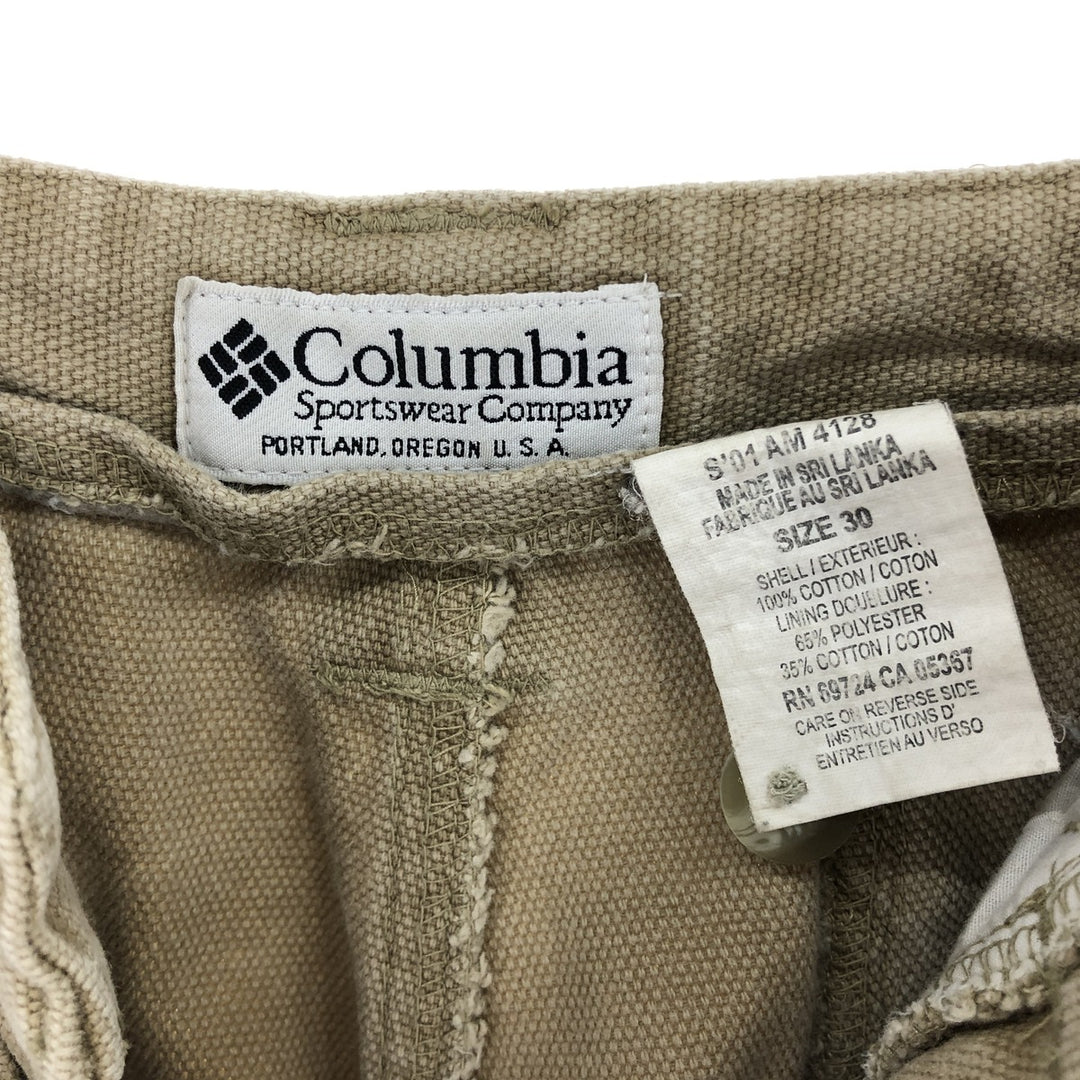 Columbia
Sportswear Company
PORTLAND, OREGON U. S. A.
S'01 AM 4128
MADE IN SRI LANKA
FABRIQUE AU SRI LANKA
SIZE 30
SHELL / EXTERIEUR :
100% COTTON / COTON
LINING DOUBLURE :
65% POLYESTER
35% COTTON / COTON
RN 69724 CA 05367
CARE ON REVERSE SIDE
INSTRUCTIONS D'
ENTRETIEN AU VERSO